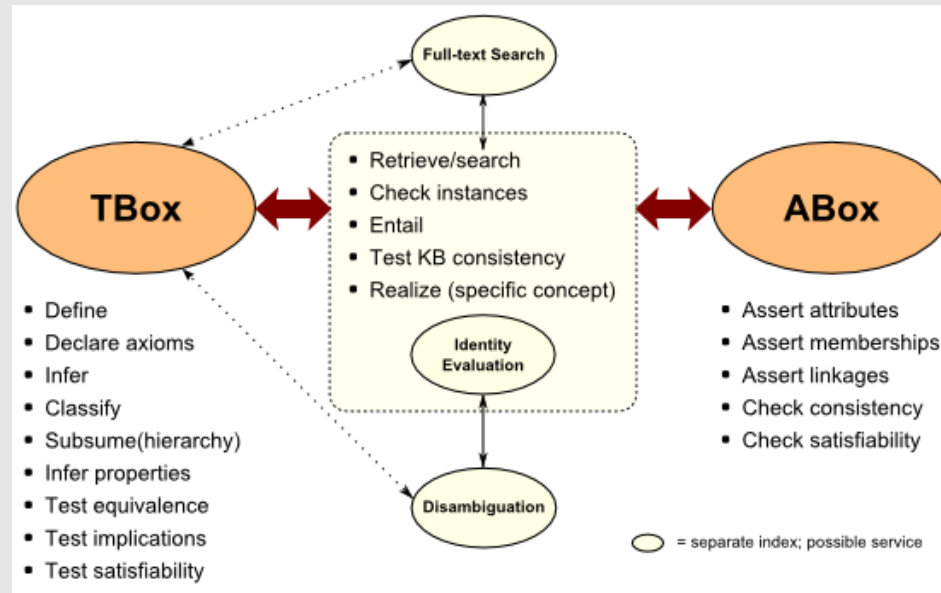 Full-text Search
TBox
▪ Retrieve/search
▪ Check instances
▪ Entail
▪ Test KB consistency
▪ Realize (specific concept)
Identity
Evaluation
ABox
▪ Define
▪ Declare axioms
▪ Infer
▪ Classify
▪ Subsume(hierarchy)
▪ Infer properties
▪ Test equivalence
▪ Test implications
▪ Test satisfiability
▪ Assert attributes
▪ Assert memberships
▪ Assert linkages
▪ Check consistency
▪ Check satisfiability
Disambiguation
= separate index; possible service